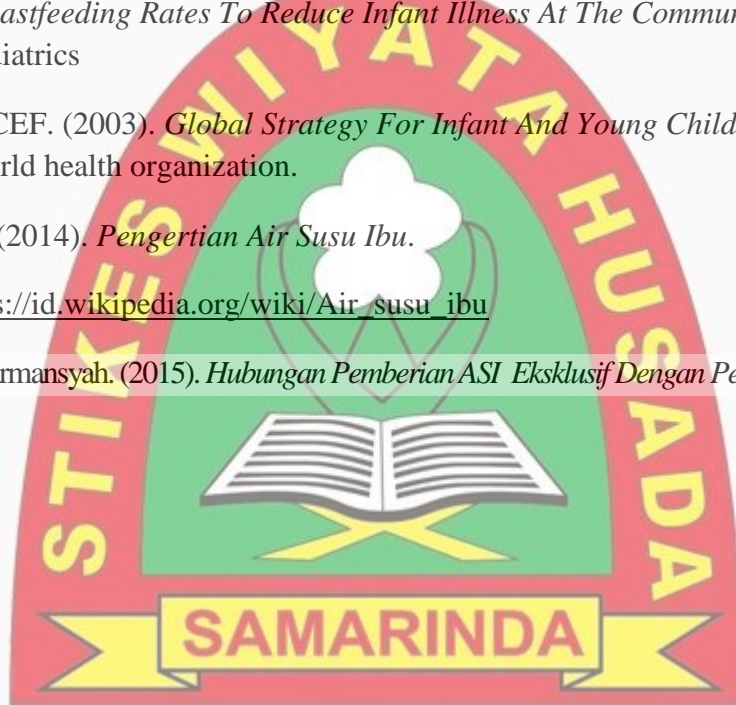 astfeeding Rates To Reduce Infant Illness At The Commun
diatrics
CEF. (2003). Global Strategy For Infant And Young Child
rld health organization.
(2014). Pengertian Air Susu Ibu.
s://id.wikipedia.org/wiki/Air_susu_ibu
rmansyah. (2015). Hubungan Pemberian ASI Eksklusif Dengan Pe
STIKES WIYATA HUSADA
SAMARINDA